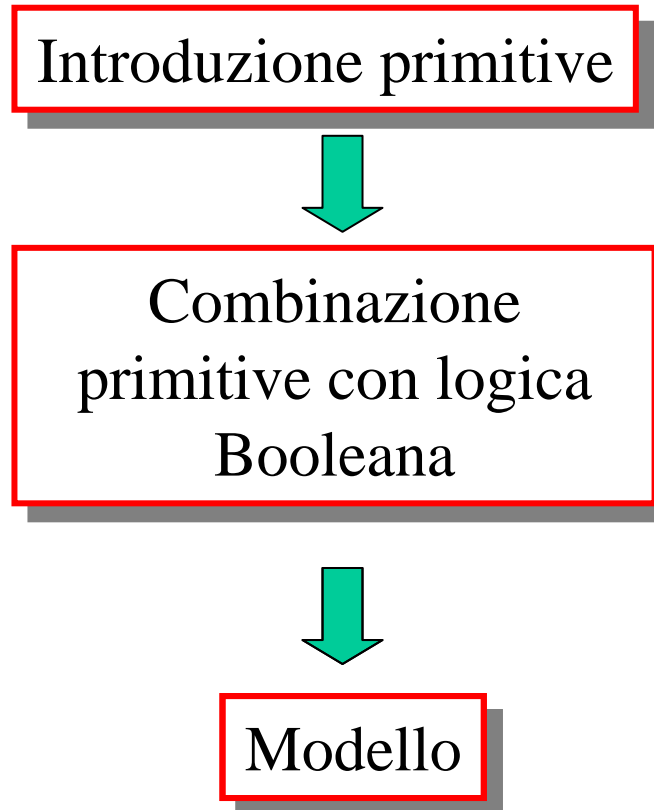 Introduzione primitive
Combinazione
primitive con logica
Booleana
Modello